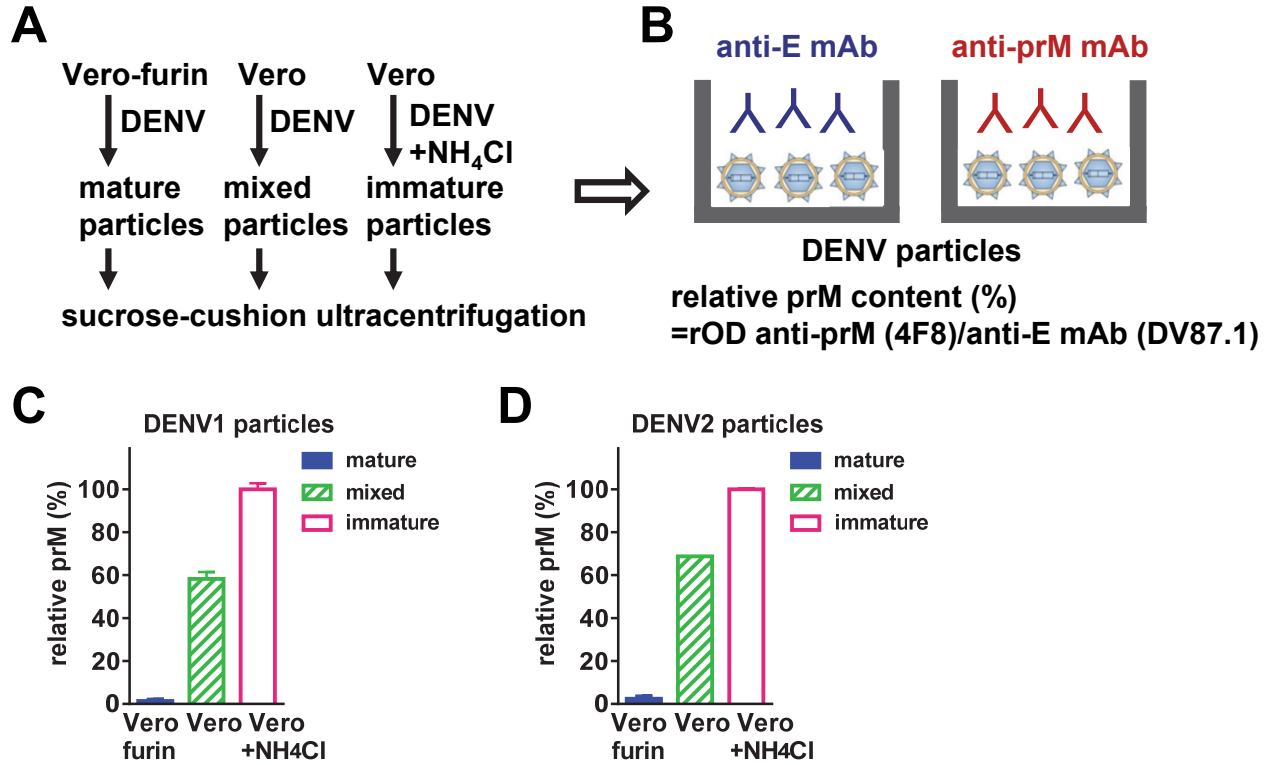 A
Vero-furin Vero Vero
DENV DENV DENV
+NH4Cl
mature mixed immature
particles particles particles
sucrose-cushion ultracentrifugation
B
anti-E mAb anti-prM mAb
DENV particles
relative prM content (%)
=rOD anti-prM (4F8)/anti-E mAb (DV87.1)
C
DENV1 particles
mature
mixed
immature
relative prM (%)
100
80
60
40
20
0
Vero Vero Vero
furin +NH4Cl
D
DENV2 particles
mature
mixed
immature
relative prM (%)
100
80
60
40
20
0
Vero Vero Vero
furin +NH4Cl